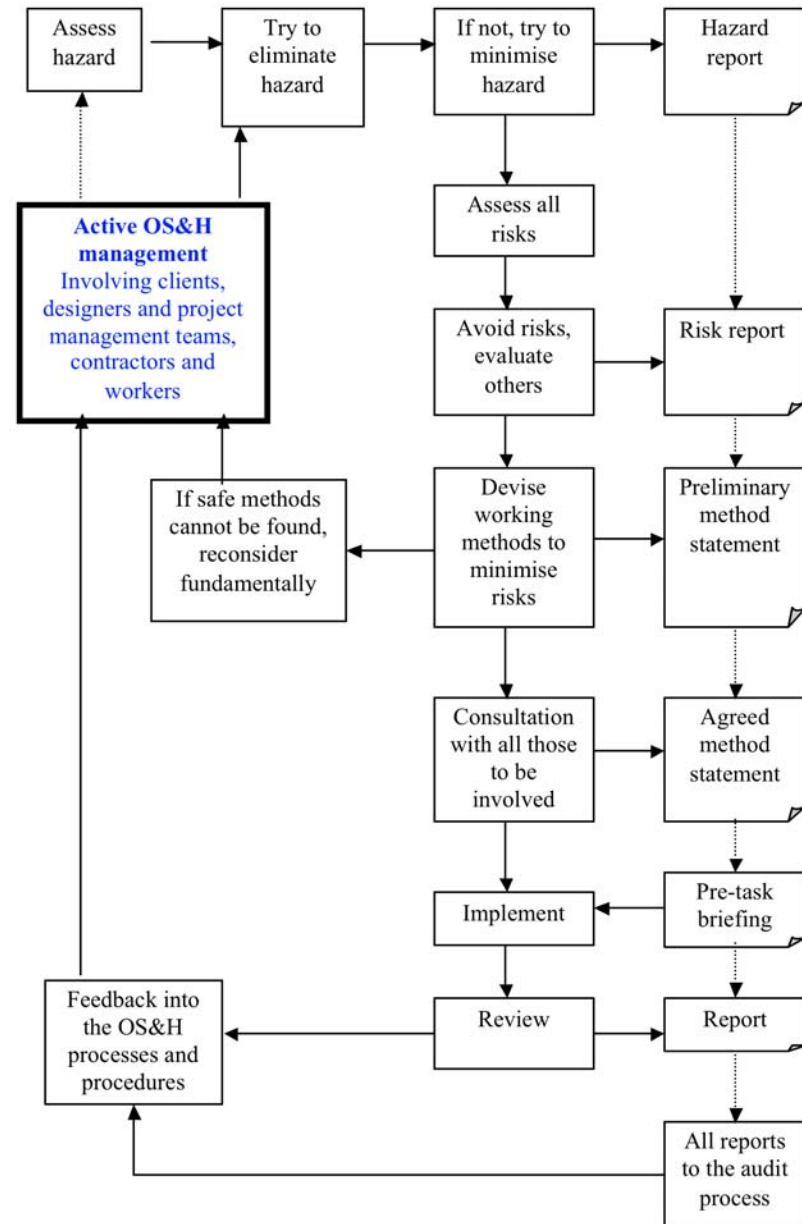 Assess
hazard
Try to
eliminate
hazard
If not, try to
minimise
hazard
Hazard
report
Assess all
risks
Active OS&H
management
Involving clients,
designers and project
management teams,
contractors and
workers
Avoid risks,
evaluate
others
Risk report
If safe methods
cannot be found,
reconsider
fundamentally
Devise
working
methods to
minimise
risks
Preliminary
method
statement
Consultation
with all those
to be
involved
Agreed
method
statement
Implement
Pre-task
briefing
Feedback into
the OS&H
processes and
procedures
Review
Report
All reports
to the audit
process